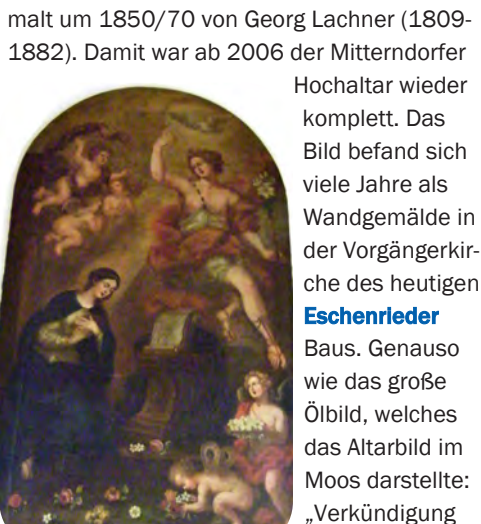 malt um 1850/70 von Georg Lachner (1809-
1882). Damit war ab 2006 der Mitterndorfer
Hochaltar wieder
komplett. Das
Bild befand sich
viele Jahre als
Wandgemälde in
der Vorgängerkir-
che des heutigen
Eschenrieder
Baus. Genauso
wie das große
Ölbild, welches
das Altarbild im
Moos darstellte:
„Verkündigung